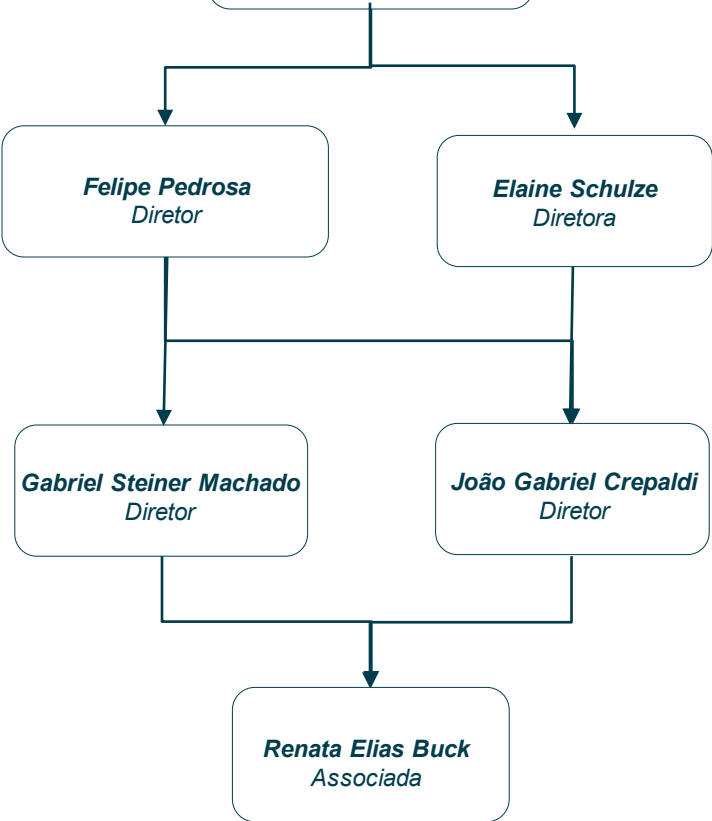 Felipe Pedrosa
Diretor
Elaine Schulze
Diretora
Gabriel Steiner Machado
Diretor
João Gabriel Crepaldi
Diretor
Renata Elias Buck
Associada